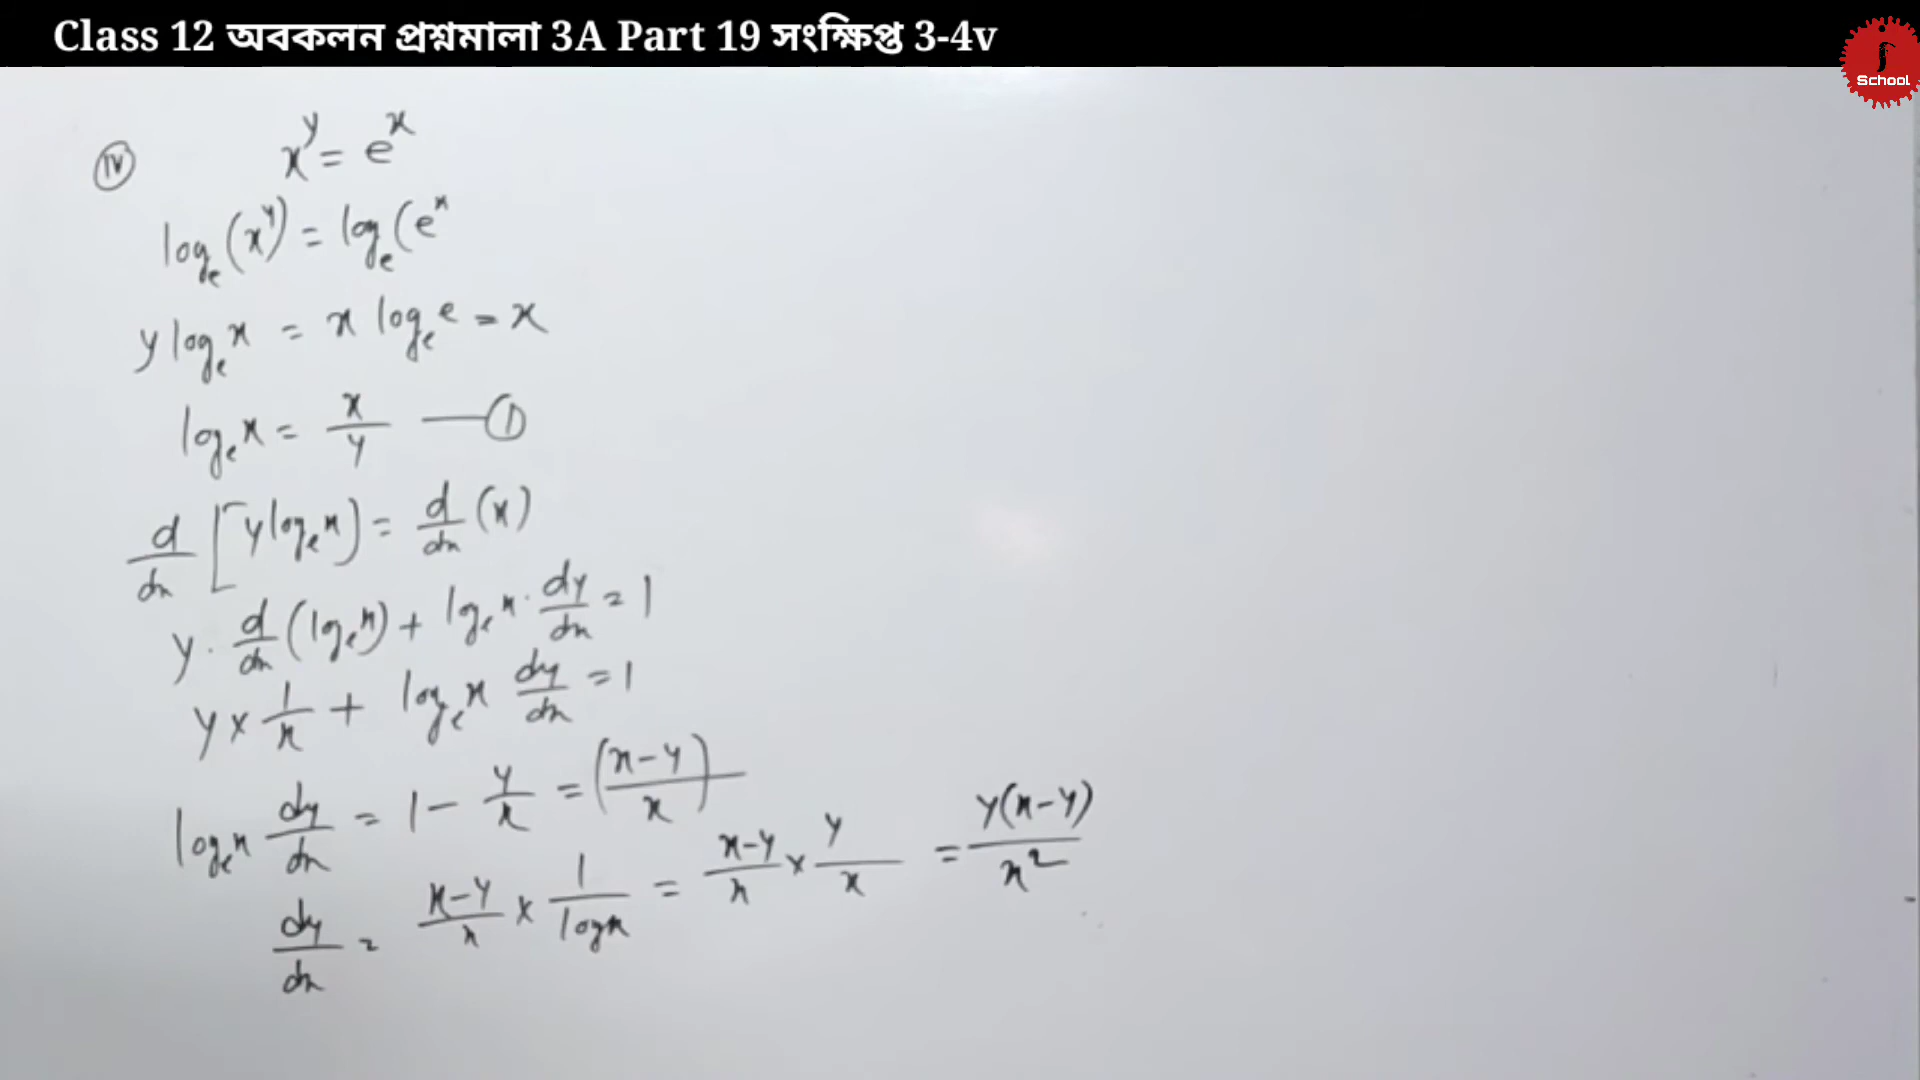 Class 12 অবকলন প্রশ্নমালা 3A Part 19 সংক্ষিপ্ত 3-4v
School
(IV) x^y = e^x
log_e(x^y) = log_e(e^x
y log_e x = x log_e e = x
log_e x = x/y —— (1)
d/dx [y log_e x] = d/dx (x)
y · d/dx (log_e x) + log_e x · dy/dx = 1
y × 1/x + log_e x dy/dx = 1
log_e x dy/dx = 1 - y/x = (x-y)/x
dy/dx = x-y/x × 1/log x = x-y/x × y/x = y(x-y)/x²